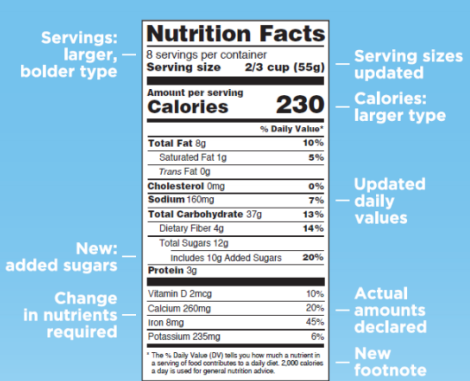 Nutrition Facts
8 servings per container
Serving size 2/3 cup (55g)
Amount per serving
Calories 230
% Daily Value*
Total Fat 8g 10%
Saturated Fat 1g 5%
Trans Fat 0g
Cholesterol 0mg 0%
Sodium 160mg 7%
Total Carbohydrate 37g 13%
Dietary Fiber 4g 14%
Total Sugars 12g
Includes 10g Added Sugars 20%
Protein 3g
Vitamin D 2mcg 10%
Calcium 260mg 20%
Iron 8mg 45%
Potassium 235mg 6%
* The % Daily Value (DV) tells you how much a nutrient in
a serving of food contributes to a daily diet. 2,000 calories
a day is used for general nutrition advice.
Servings:
larger,
bolder type
New:
added sugars
Change
in nutrients
required
Serving sizes
updated
Calories:
larger type
Updated
daily
values
Actual
amounts
declared
New
footnote